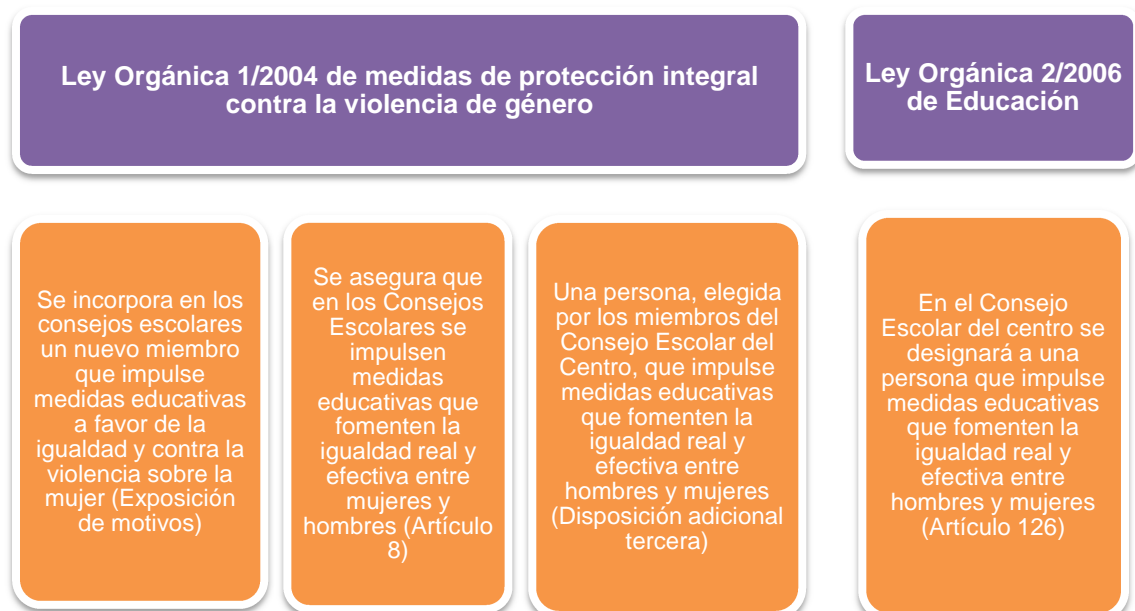 Ley Orgánica 1/2004 de medidas de protección integral
contra la violencia de género
Ley Orgánica 2/2006
de Educación
Se incorpora en los
consejos escolares
un nuevo miembro
que impulse
medidas educativas
a favor de la
igualdad y contra la
violencia sobre la
mujer (Exposición
de motivos)
Se asegura que
en los Consejos
Escolares se
impulsen
medidas
educativas que
fomenten la
igualdad real y
efectiva entre
mujeres y
hombres (Artículo
8)
Una persona, elegida
por los miembros del
Consejo Escolar del
Centro, que impulse
medidas educativas
que fomenten la
igualdad real y
efectiva entre
hombres y mujeres
(Disposición adicional
tercera)
En el Consejo
Escolar del centro se
designará a una
persona que impulse
medidas educativas
que fomenten la
igualdad real y
efectiva entre
hombres y mujeres
(Artículo 126)